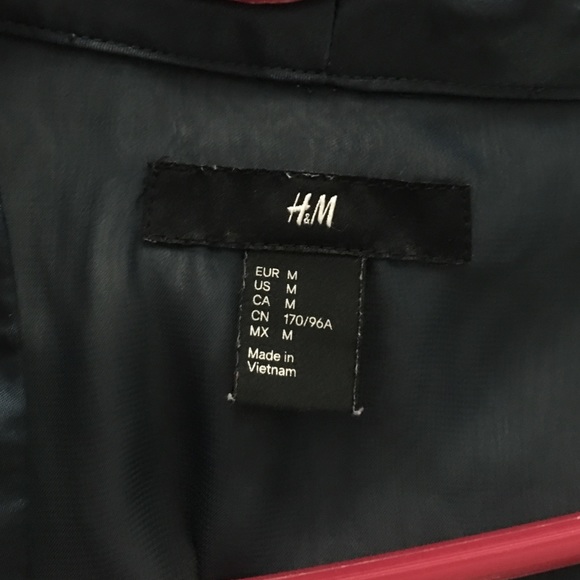 H&M
EUR M
US M
CA M
CN 170/96A
MX M
Made in
Vietnam